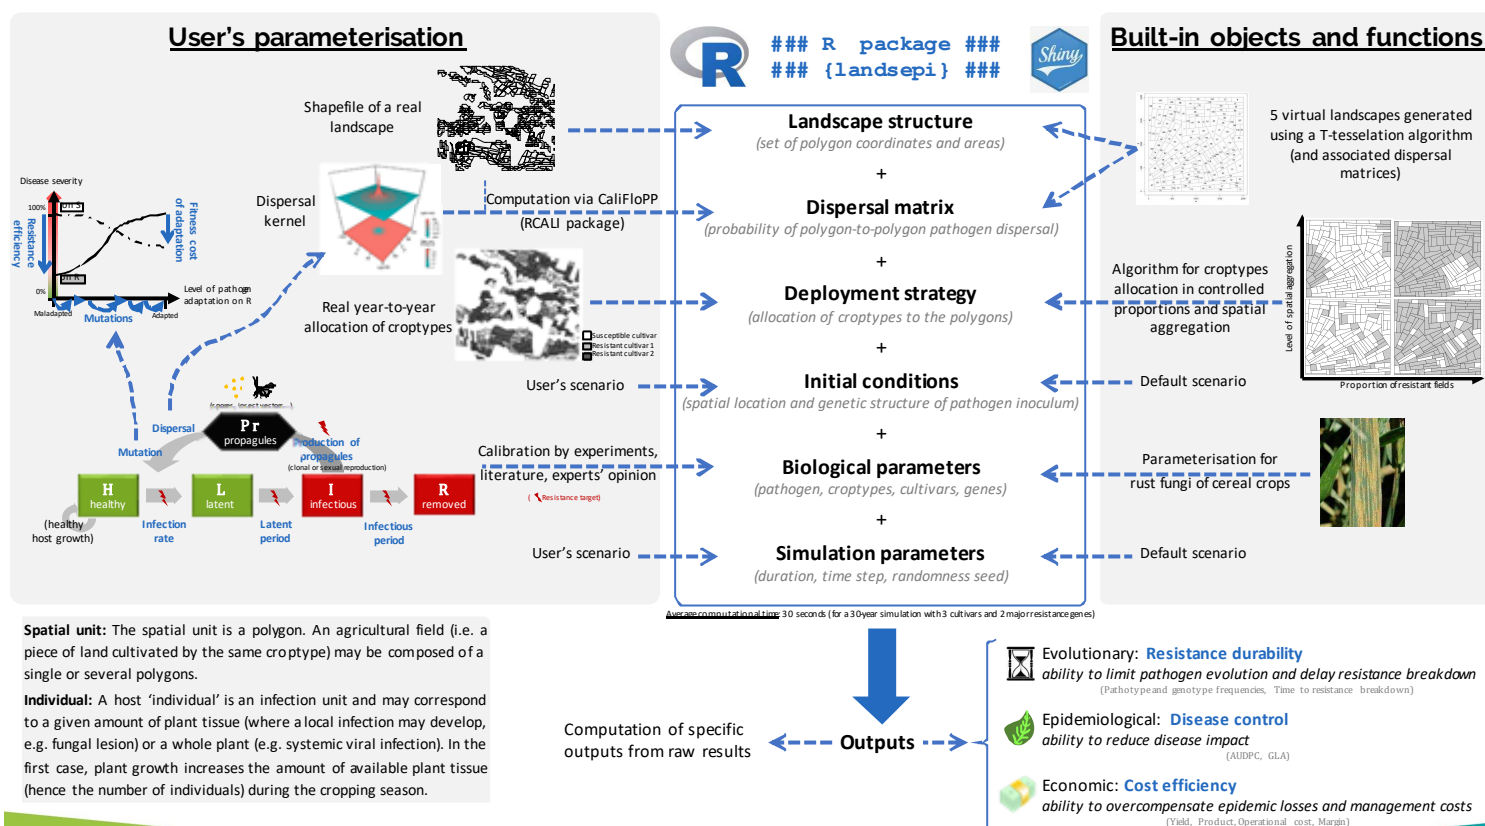 User's parameterisation
### R package ###
### {landsepi} ###
Shiny
Built-in objects and functions
Shapefile of a real
landscape
Landscape structure
(set of polygon coordinates and areas)
+
5 virtual landscapes generated
using a T-tesselation algorithm
(and associated dispersal
matrices)
Disease severity
100%
on S
Resistance
efficiency
Fitness cost
of adaptation
on R
0%
Level of pathogen
adaptation on R
Maladapted
Mutations
Adapted
Dispersal
kernel
Computation via CaliFloPP
(RCALI package)
Dispersal matrix
(probability of polygon-to-polygon pathogen dispersal)
+
Real year-to-year
allocation of croptypes
Susceptible cultivar
Resistant cultivar 1
Resistant cultivar 2
Deployment strategy
(allocation of croptypes to the polygons)
+
Algorithm for croptypes
allocation in controlled
proportions and spatial
aggregation
Level of spatial aggregation
Proportion of resistant fields
User's scenario
Initial conditions
(spatial location and genetic structure of pathogen inoculum)
+
Default scenario
(spores, insect vectors...)
Pr
propagules
Dispersal
Mutation
Production of
propagules
(clonal or sexual reproduction)
H
healthy
L
latent
I
infectious
R
removed
(healthy
host growth)
Infection
rate
Latent
period
Infectious
period
Calibration by experiments,
literature, experts' opinion
( Resistance target)
Biological parameters
(pathogen, croptypes, cultivars, genes)
+
Parameterisation for
rust fungi of cereal crops
User's scenario
Simulation parameters
(duration, time step, randomness seed)
Default scenario
Average computational time: 30 seconds (for a 30-year simulation with 3 cultivars and 2 major resistance genes)
Spatial unit: The spatial unit is a polygon. An agricultural field (i.e. a
piece of land cultivated by the same croptype) may be composed of a
single or several polygons.
Individual: A host 'individual' is an infection unit and may correspond
to a given amount of plant tissue (where a local infection may develop,
e.g. fungal lesion) or a whole plant (e.g. systemic viral infection). In the
first case, plant growth increases the amount of available plant tissue
(hence the number of individuals) during the cropping season.
Computation of specific
outputs from raw results
Outputs
Evolutionary: Resistance durability
ability to limit pathogen evolution and delay resistance breakdown
(Pathotype and genotype frequencies, Time to resistance breakdown)
Epidemiological: Disease control
ability to reduce disease impact
(AUDPC, GLA)
Economic: Cost efficiency
ability to overcompensate epidemic losses and management costs
(Yield, Product, Operational cost, Margin)